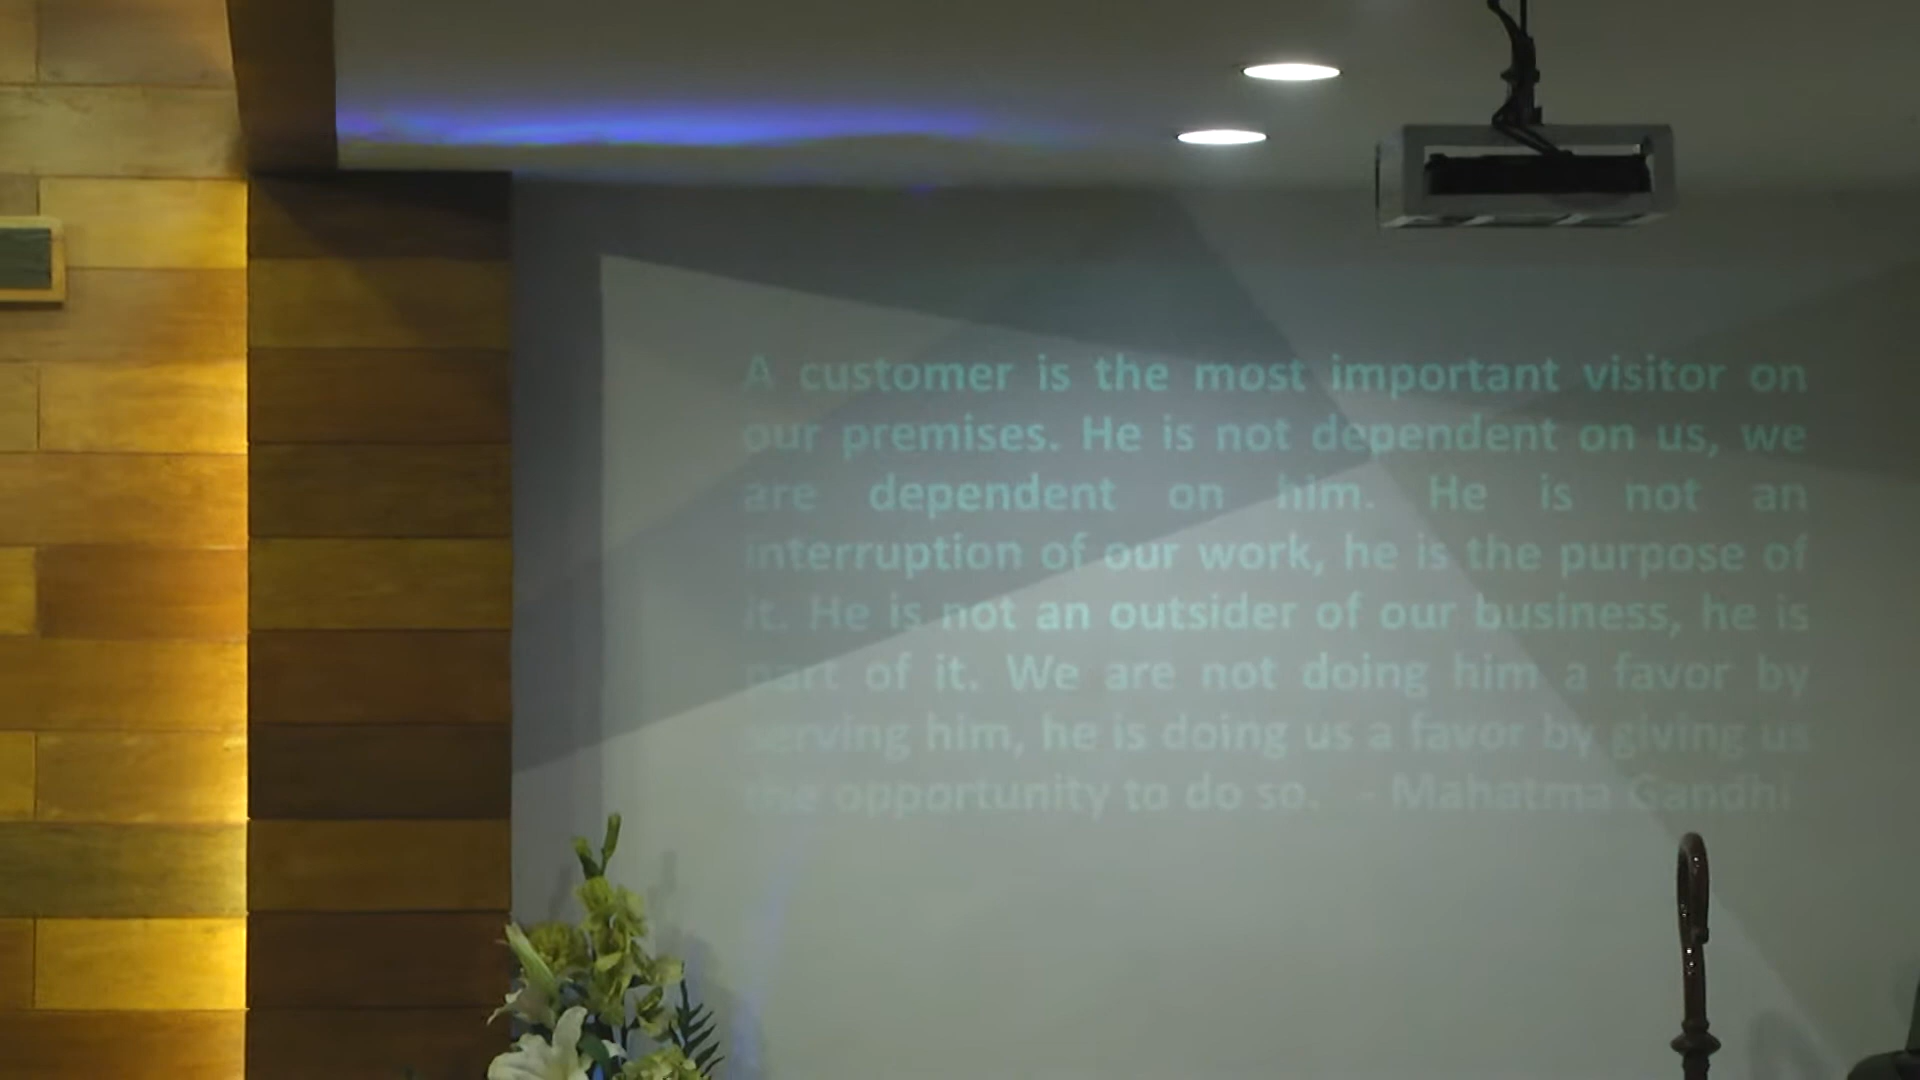 A customer is the most important visitor on
our premises. He is not dependent on us, we
are dependent on him. He is not an
interruption of our work, he is the purpose of
it. He is not an outsider of our business, he is
part of it. We are not doing him a favor by
serving him, he is doing us a favor by giving us
the opportunity to do so. - Mahatma Gandhi